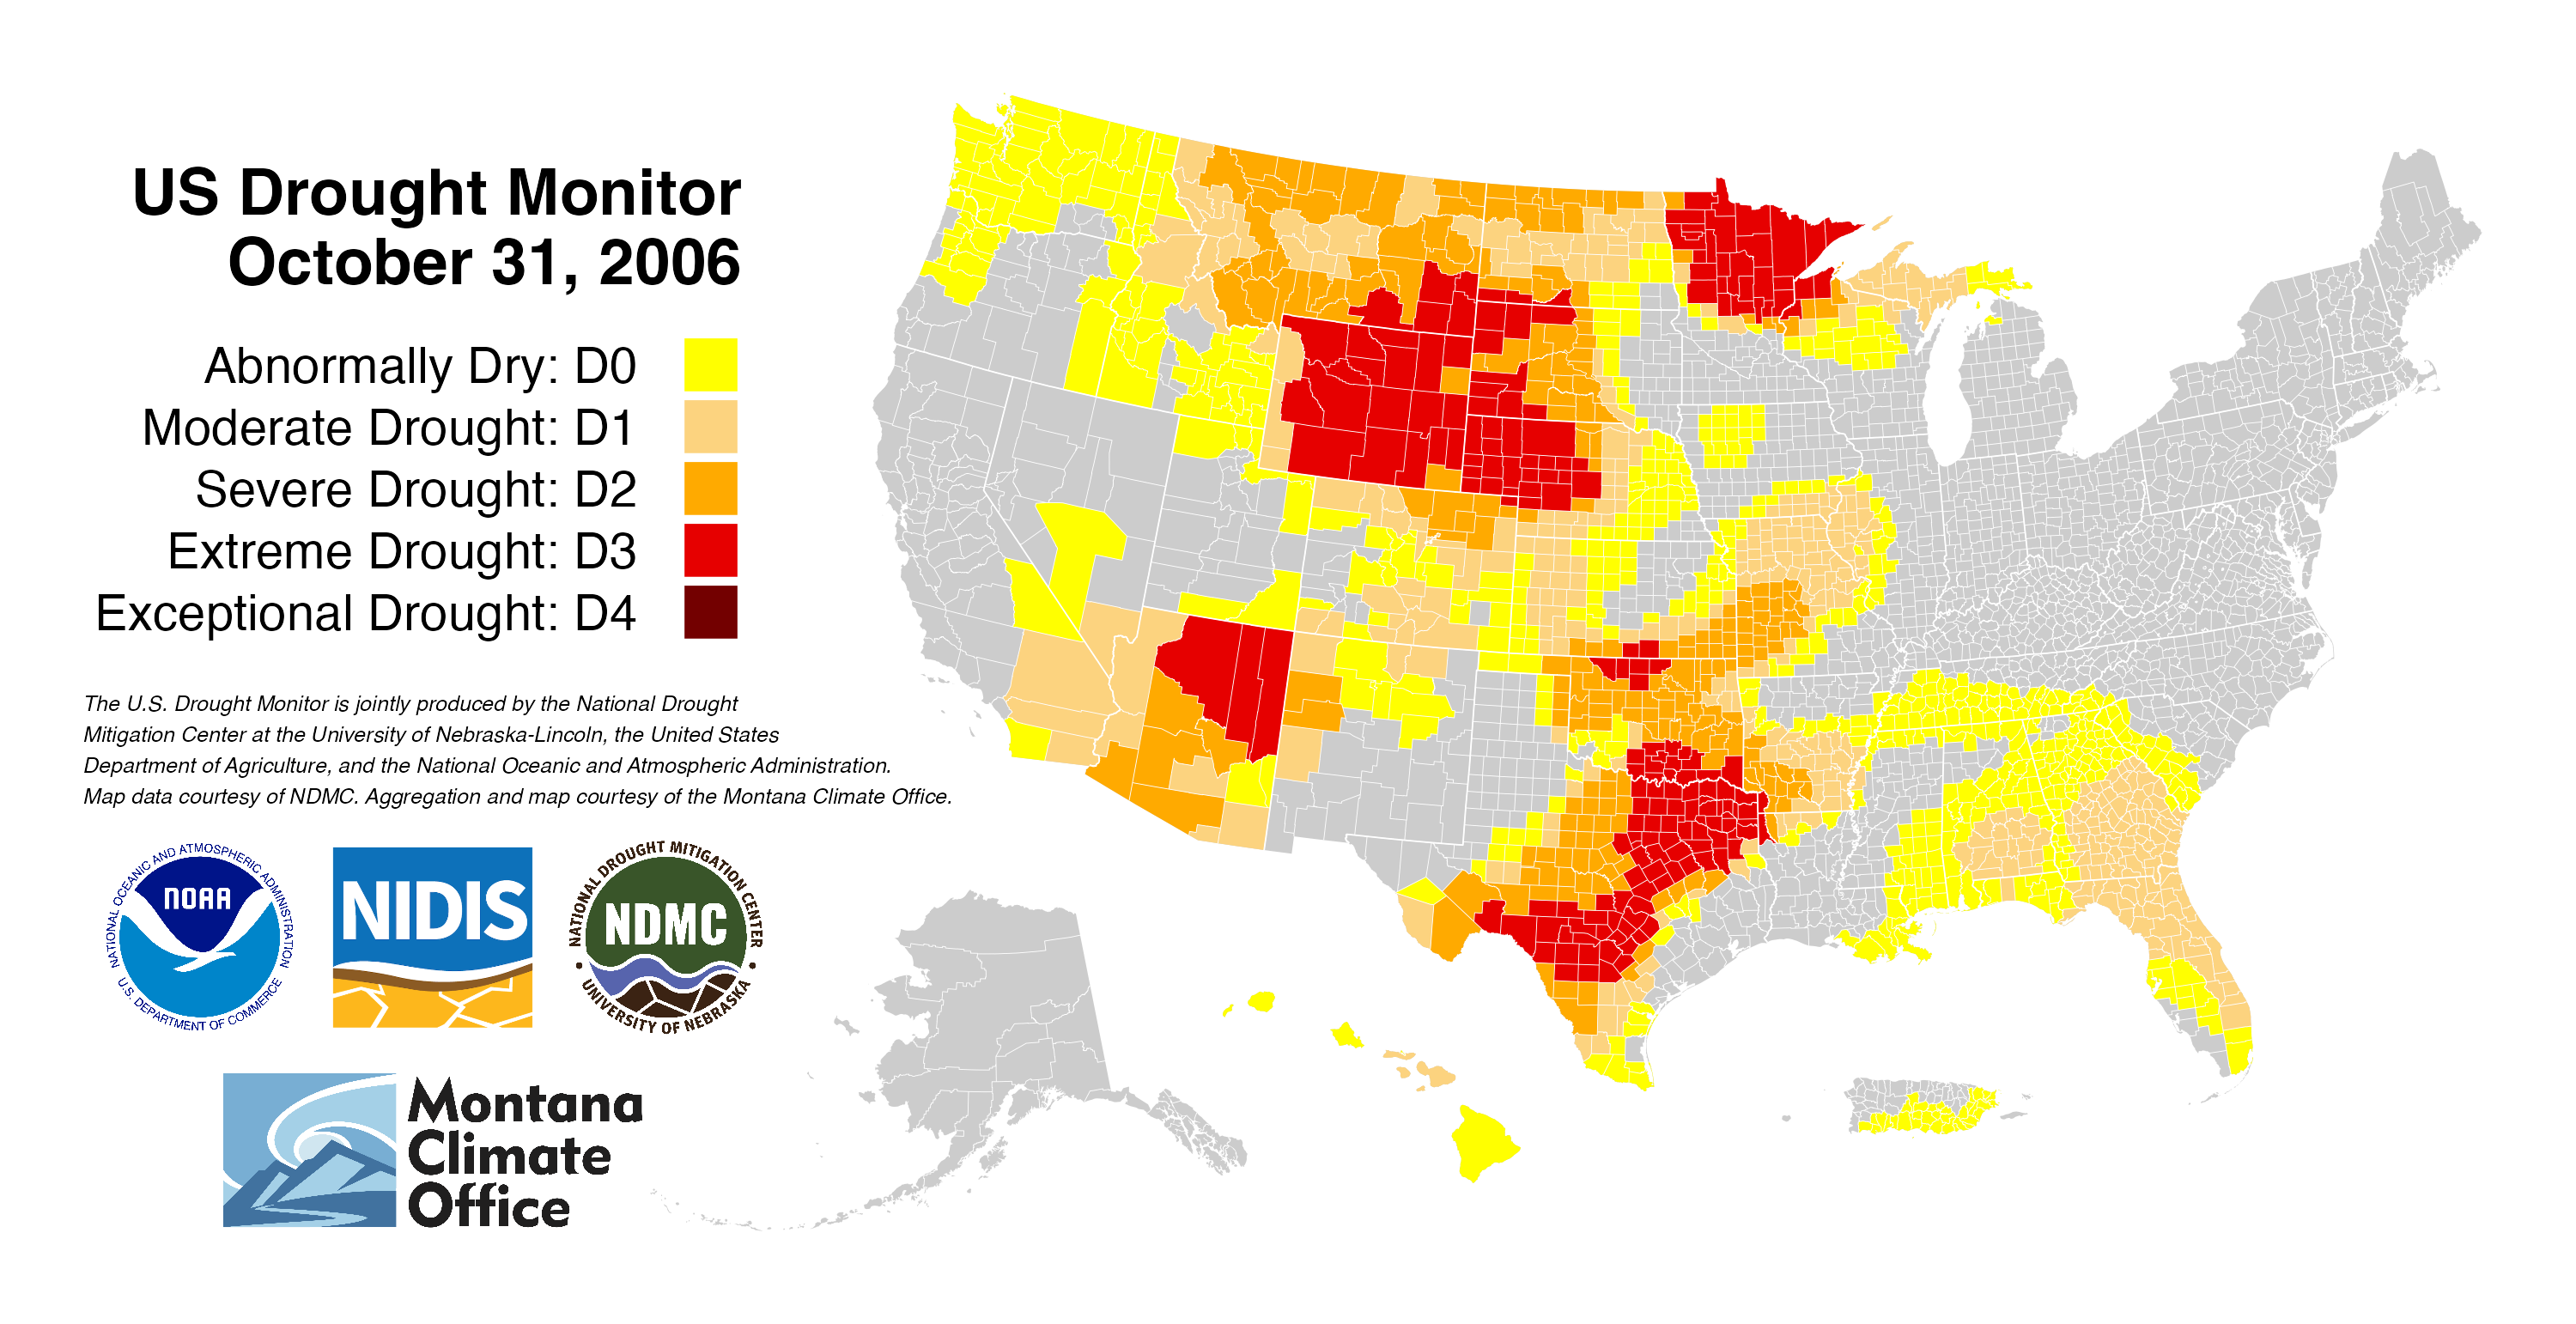 US Drought Monitor
October 31, 2006
Abnormally Dry: D0
Moderate Drought: D1
Severe Drought: D2
Extreme Drought: D3
Exceptional Drought: D4
The U.S. Drought Monitor is jointly produced by the National Drought
Mitigation Center at the University of Nebraska-Lincoln, the United States
Department of Agriculture, and the National Oceanic and Atmospheric Administration.
Map data courtesy of NDMC. Aggregation and map courtesy of the Montana Climate Office.
NATIONAL OCEANIC AND ATMOSPHERIC ADMINISTRATION
NOAA
U.S. DEPARTMENT OF COMMERCE
NIDIS
NATIONAL DROUGHT MITIGATION CENTER
NDMC
UNIVERSITY OF NEBRASKA
Montana
Climate
Office